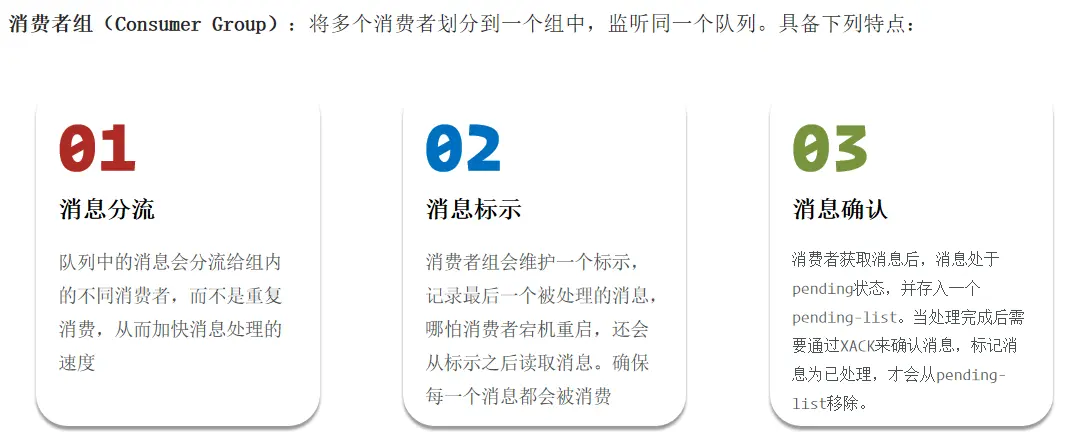 消费者组（Consumer Group）：将多个消费者划分到一个组中，监听同一个队列。具备下列特点：
01
消息分流
队列中的消息会分流给组内
的不同消费者，而不是重复
消费，从而加快消息处理的
速度
02
消息标示
消费者组会维护一个标示，
记录最后一个被处理的消息，
哪怕消费者宕机重启，还会
从标示之后读取消息。确保
每一个消息都会被消费
03
消息确认
消费者获取消息后，消息处于
pending状态，并存入一个
pending-list。当处理完成后需
要通过XACK来确认消息，标记消
息为已处理，才会从pending-
list移除。